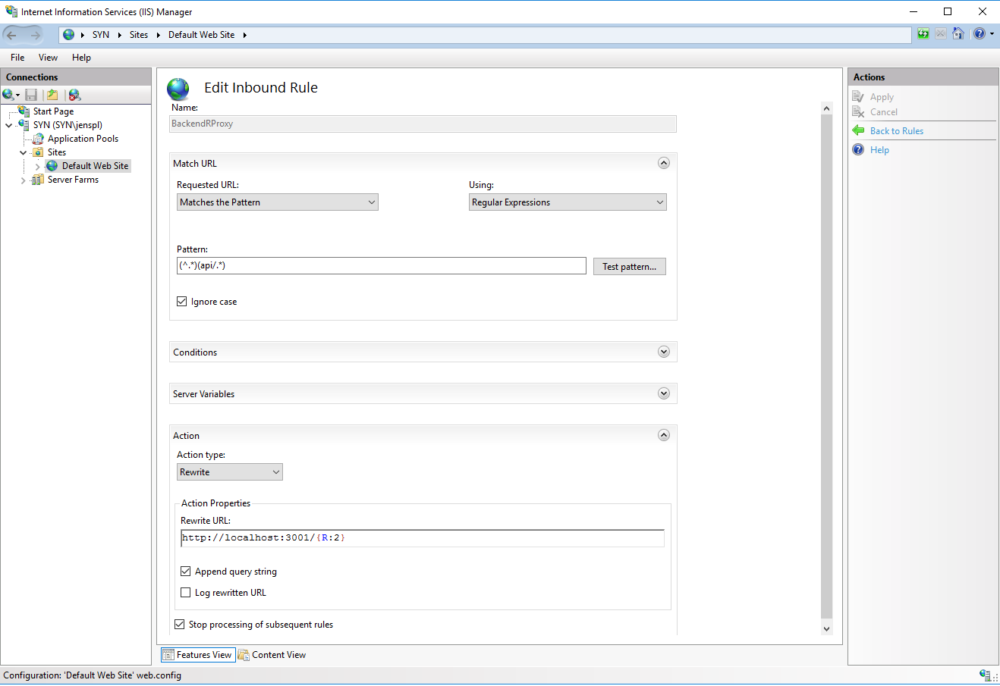 Internet Information Services (IIS) Manager
SYN Sites Default Web Site
File View Help
Connections
Start Page
SYN (SYN\jenspl)
Application Pools
Sites
Default Web Site
Server Farms
Edit Inbound Rule
Name:
BackendRProxy
Match URL
Requested URL: Using:
Matches the Pattern Regular Expressions
Pattern:
(^.*)(api/.*) Test pattern...
Ignore case
Conditions
Server Variables
Action
Action type:
Rewrite
Action Properties
Rewrite URL:
http://localhost:3001/{R:2}
Append query string
Log rewritten URL
Stop processing of subsequent rules
Features View Content View
Actions
Apply
Cancel
Back to Rules
Help
Configuration: 'Default Web Site' web.config